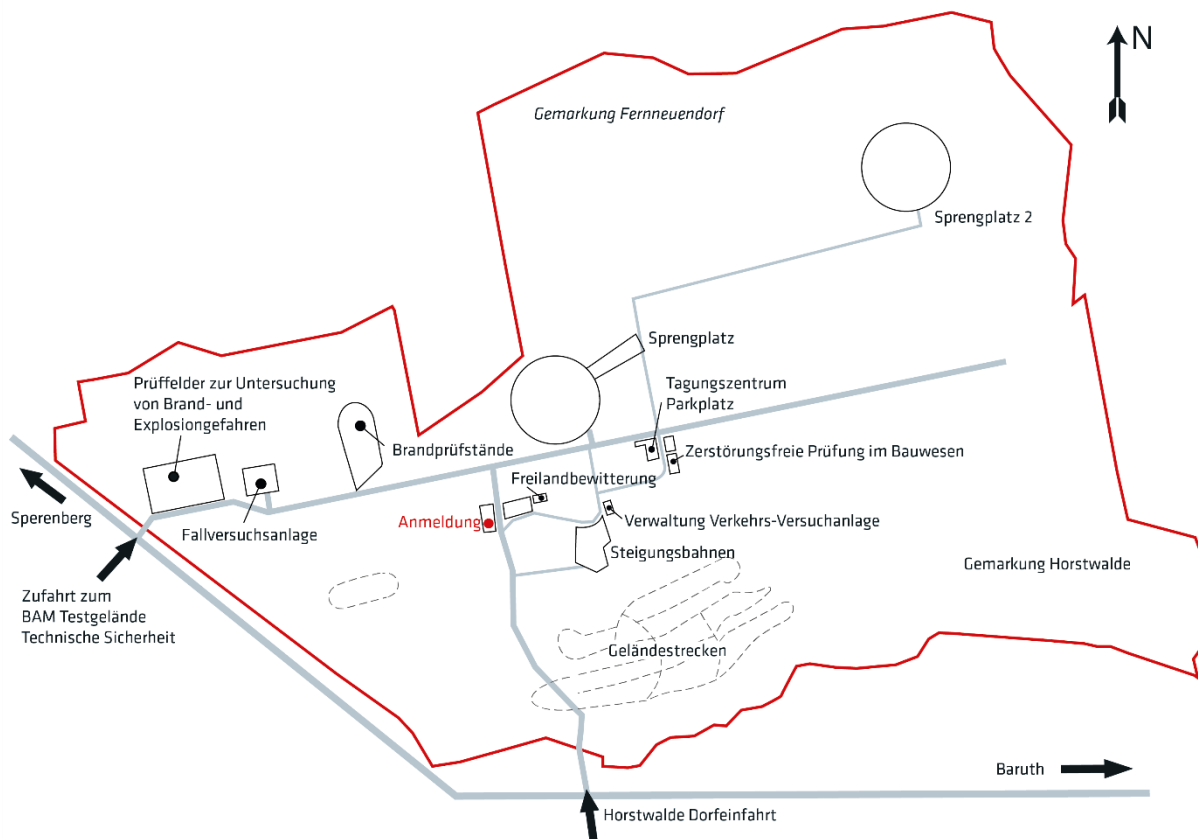 N
Gemarkung Fernneuendorf
Sprengplatz 2
Sprengplatz
Prüffelder zur Untersuchung
von Brand- und
Explosiongefahren
Tagungszentrum
Parkplatz
Brandprüfstände
Zerstörungsfreie Prüfung im Bauwesen
Freilandbewitterung
Sperenberg
Anmeldung
Verwaltung Verkehrs-Versuchanlage
Fallversuchsanlage
Steigungsbahnen
Gemarkung Horstwalde
Zufahrt zum
BAM Testgelände
Technische Sicherheit
Geländestrecken
Baruth
Horstwalde Dorfeinfahrt